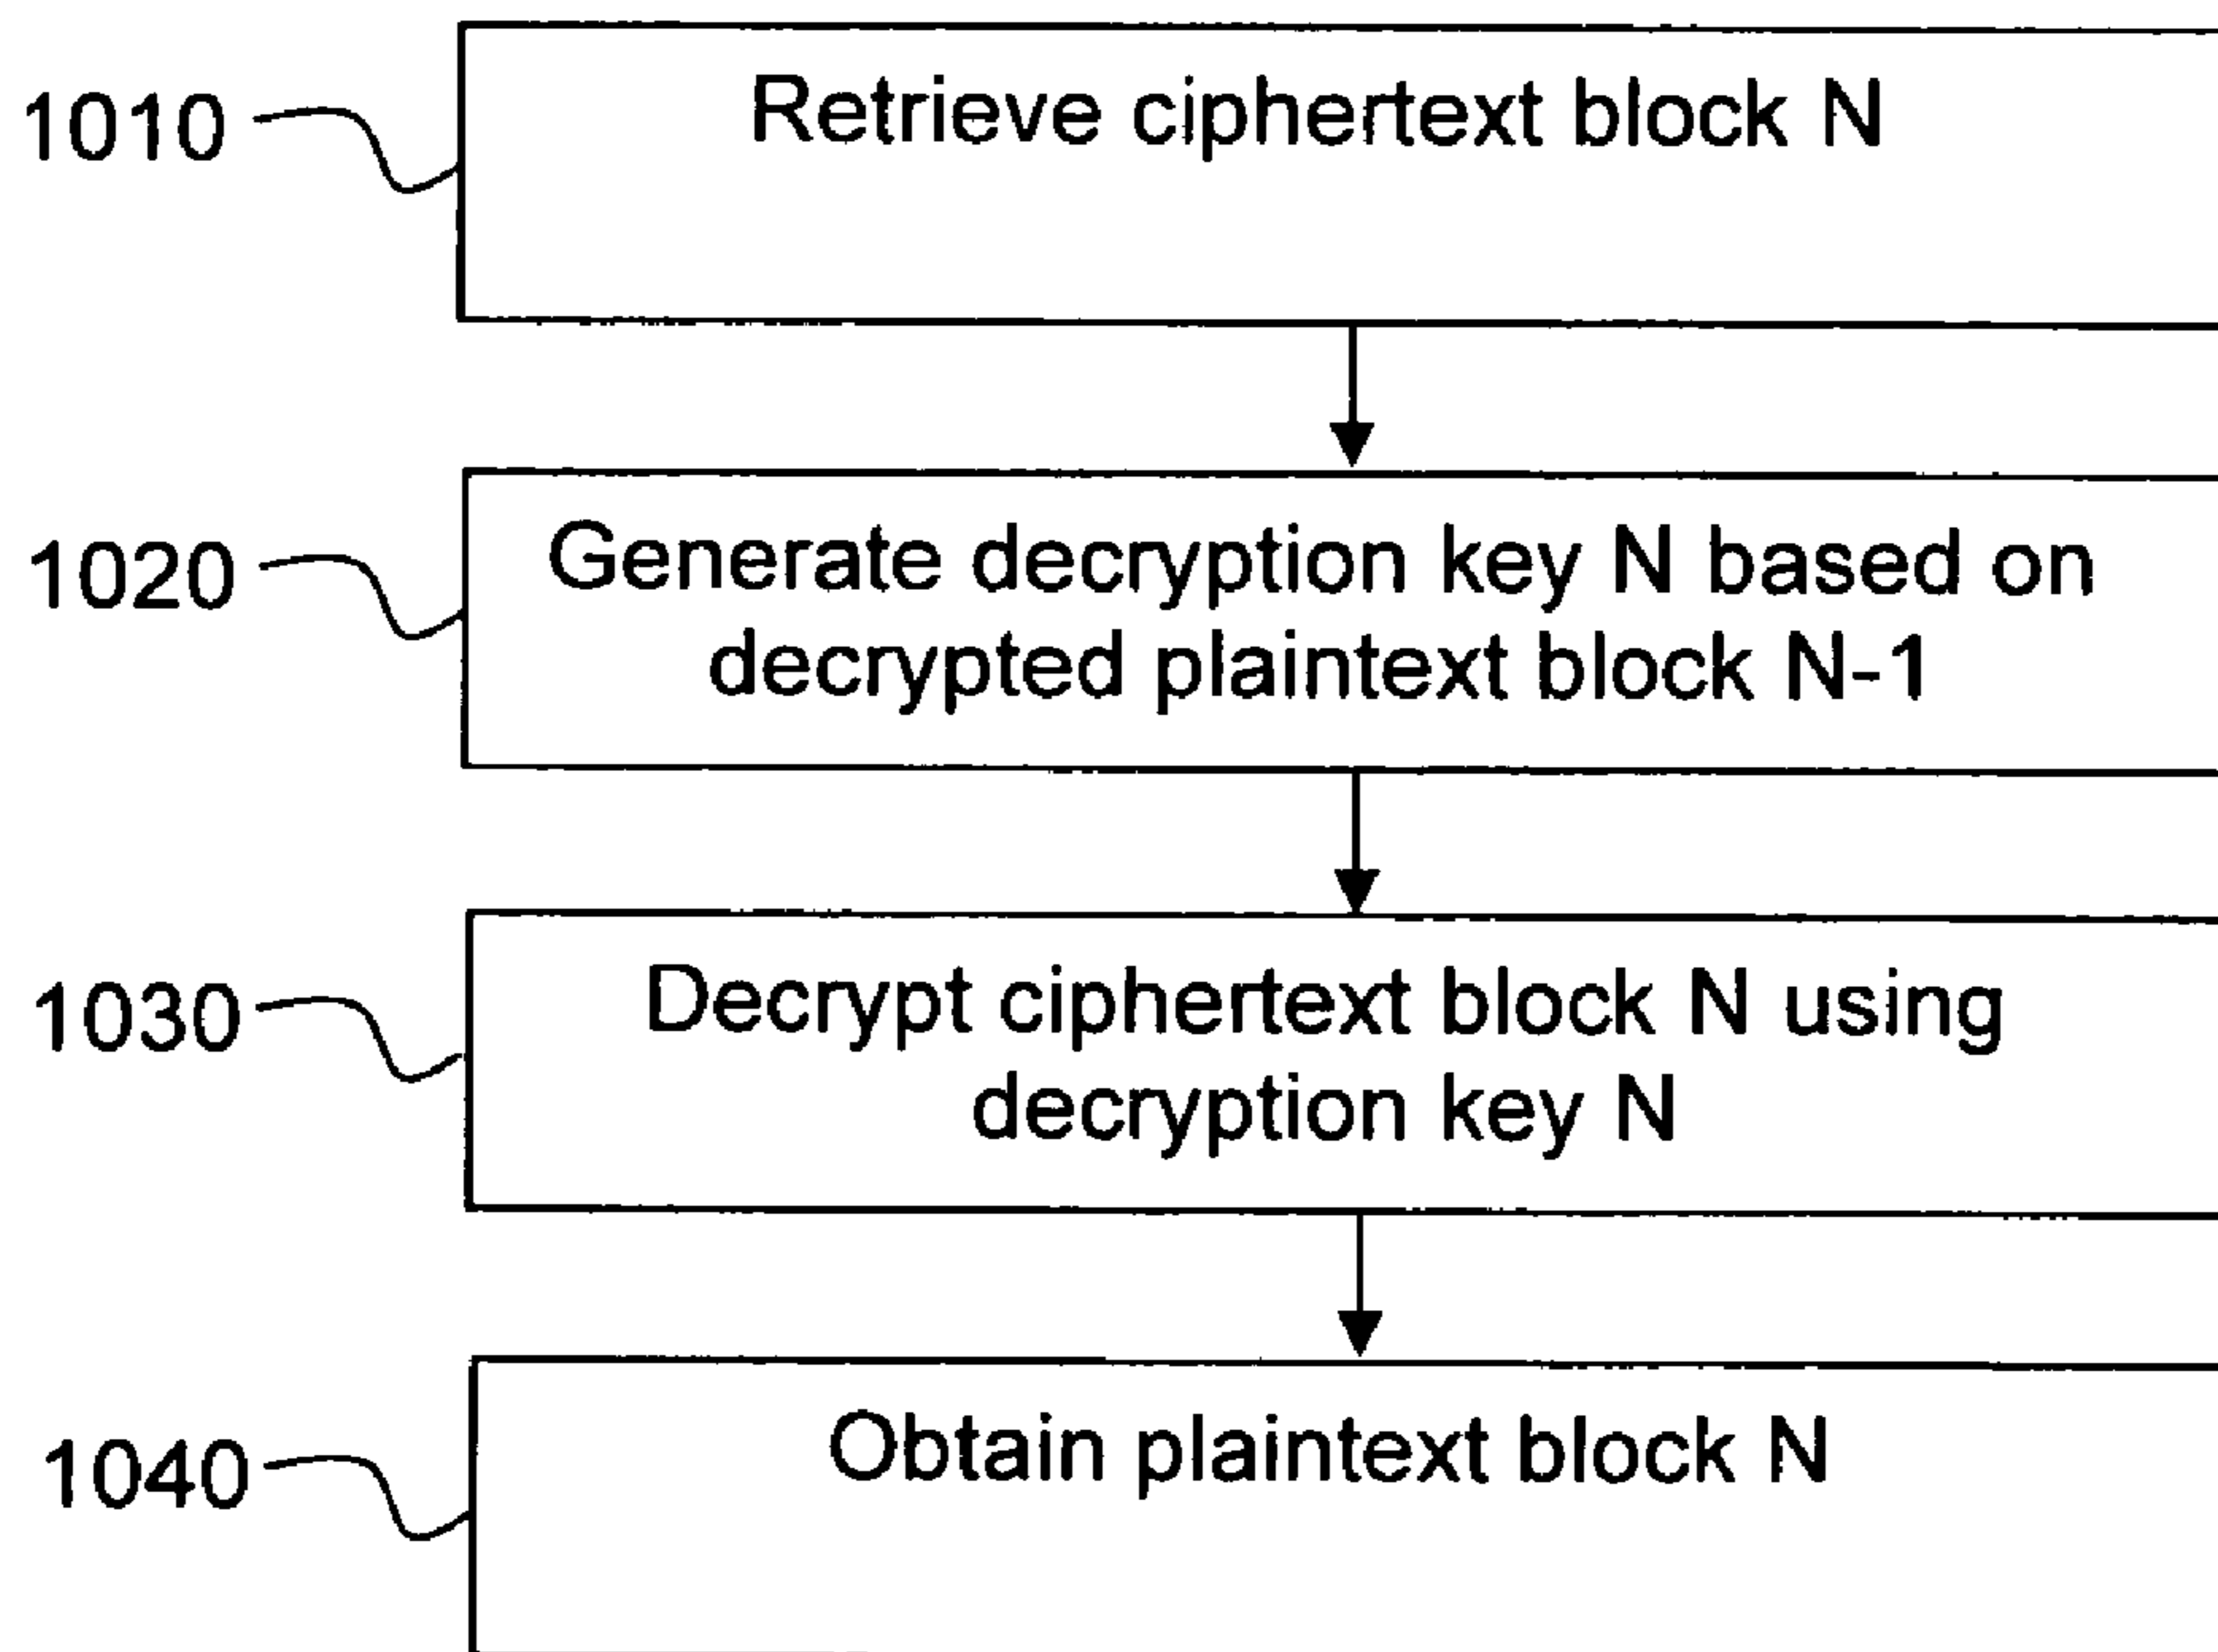 1010
Retrieve ciphertext block N
1020
Generate decryption key N based on
decrypted plaintext block N-1
1030
Decrypt ciphertext block N using
decryption key N
1040
Obtain plaintext block N